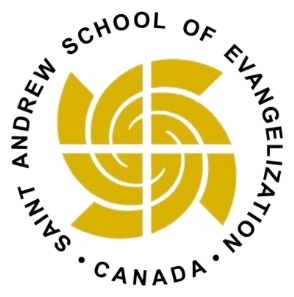 SAINT ANDREW SCHOOL OF EVANGELIZATION
• CANADA •